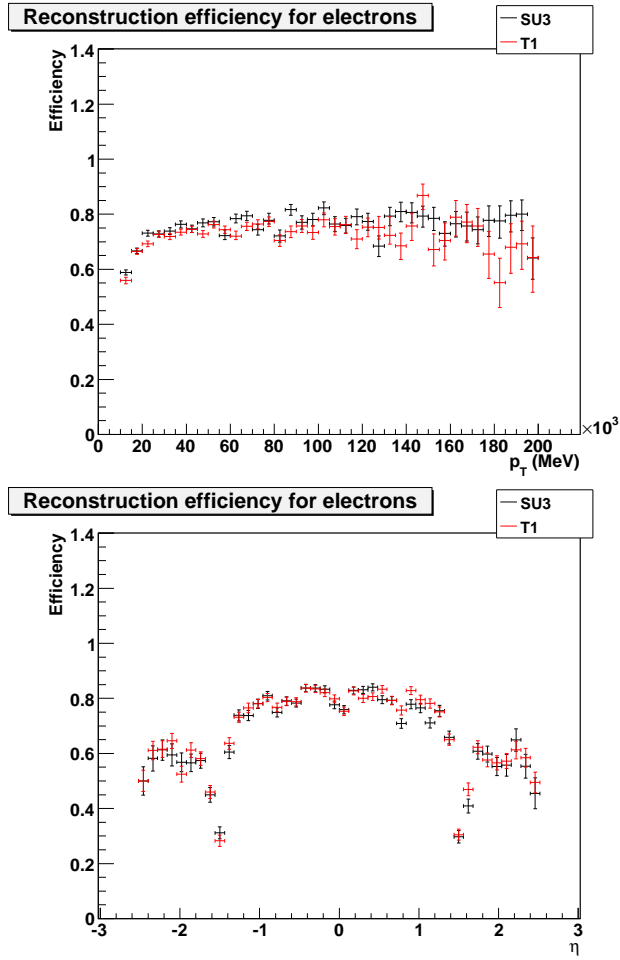 Reconstruction efficiency for electrons
SU3
T1
Efficiency
1.4
1.2
1
0.8
0.6
0.4
0.2
0
0 20 40 60 80 100 120 140 160 180 200
×10³
p_T (MeV)
Reconstruction efficiency for electrons
SU3
T1
Efficiency
1.4
1.2
1
0.8
0.6
0.4
0.2
0
-3 -2 -1 0 1 2 3
η